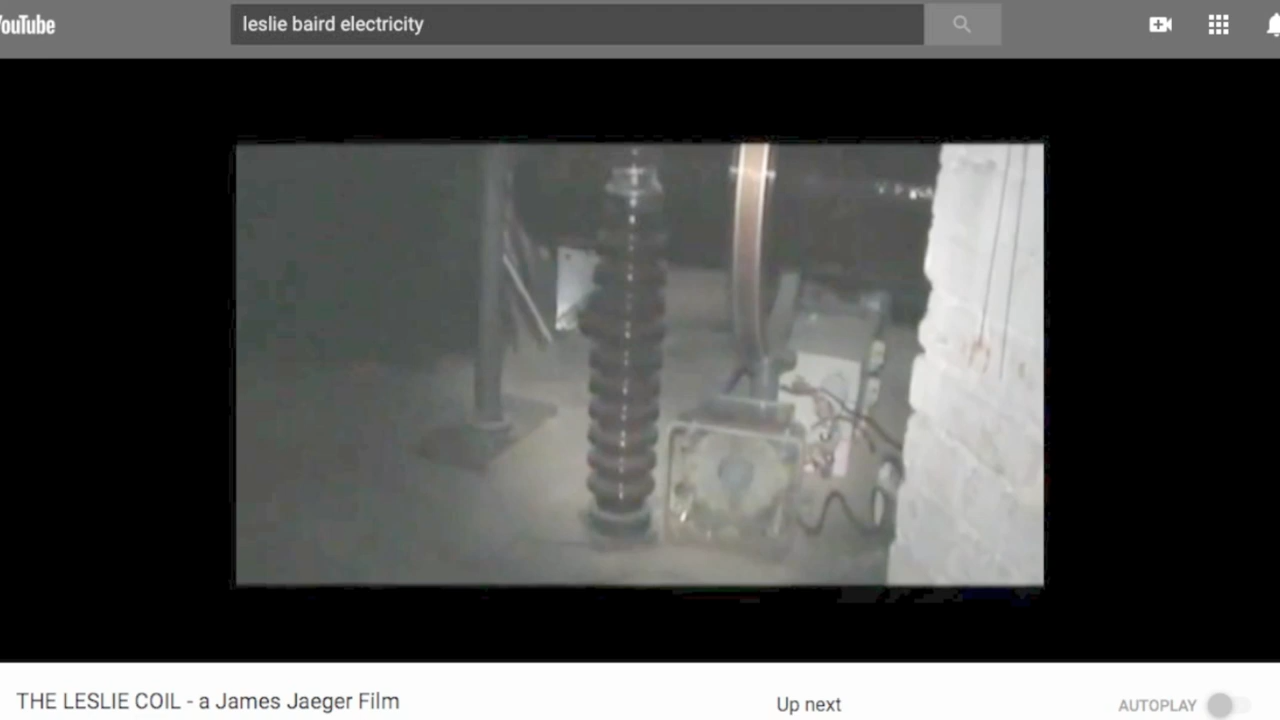 YouTube
leslie baird electricity
THE LESLIE COIL - a James Jaeger Film
Up next
AUTOPLAY